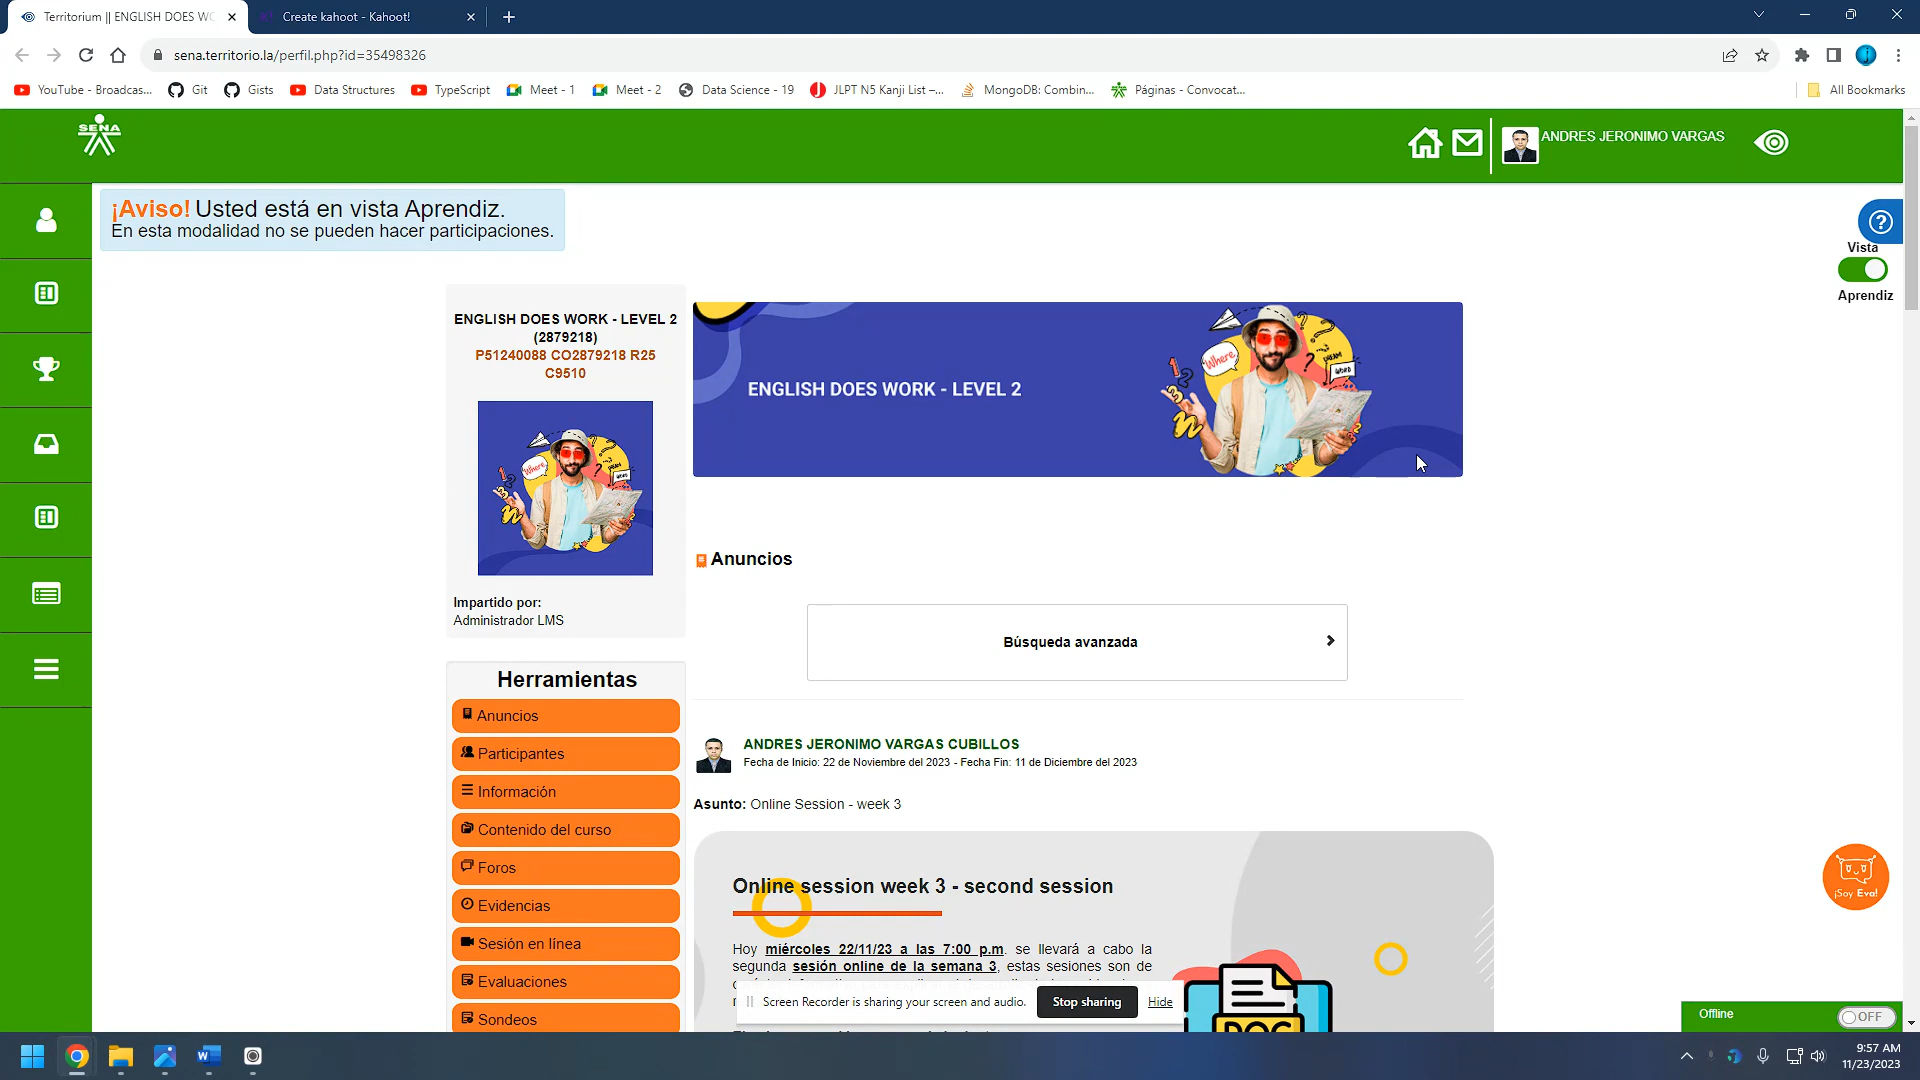 Territorium || ENGLISH DOES WO
Create kahoot - Kahoot!
sena.territorio.la/perfil.php?id=35498326
YouTube - Broadcas...
Git
Gists
Data Structures
TypeScript
Meet - 1
Meet - 2
Data Science - 19
JLPT N5 Kanji List –...
MongoDB: Combin...
Páginas - Convocat...
All Bookmarks
SENA
ANDRES JERONIMO VARGAS
¡Aviso! Usted está en vista Aprendiz.
En esta modalidad no se pueden hacer participaciones.
Vista
Aprendiz
ENGLISH DOES WORK - LEVEL 2
(2879218)
P51240088 CO2879218 R25
C9510
Where
Impartido por:
Administrador LMS
ENGLISH DOES WORK - LEVEL 2
Where
DREAM
WORD
Anuncios
Búsqueda avanzada
Herramientas
Anuncios
Participantes
Información
Contenido del curso
Foros
Evidencias
Sesión en línea
Evaluaciones
Sondeos
ANDRES JERONIMO VARGAS CUBILLOS
Fecha de Inicio: 22 de Noviembre del 2023 - Fecha Fin: 11 de Diciembre del 2023
Asunto: Online Session - week 3
Online session week 3 - second session
Hoy miércoles 22/11/23 a las 7:00 p.m. se llevará a cabo la
segunda sesión online de la semana 3, estas sesiones son de
DOC
Screen Recorder is sharing your screen and audio.
Stop sharing
Hide
¡Soy Eva!
Offline
OFF
9:57 AM
11/23/2023